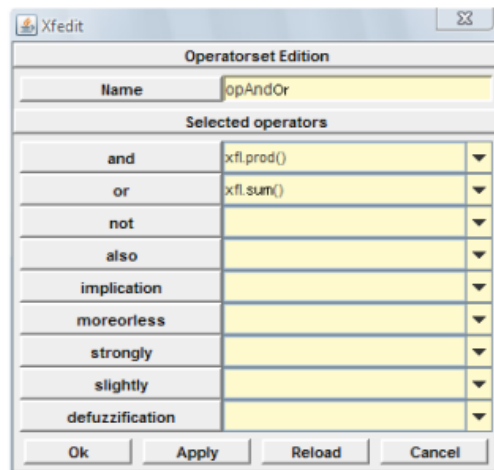 Xfedit
Operatorset Edition
Name opAndOr
Selected operators
and xfl.prod()
or xfl.sum()
not
also
implication
moreorless
strongly
slightly
defuzzification
Ok Apply Reload Cancel